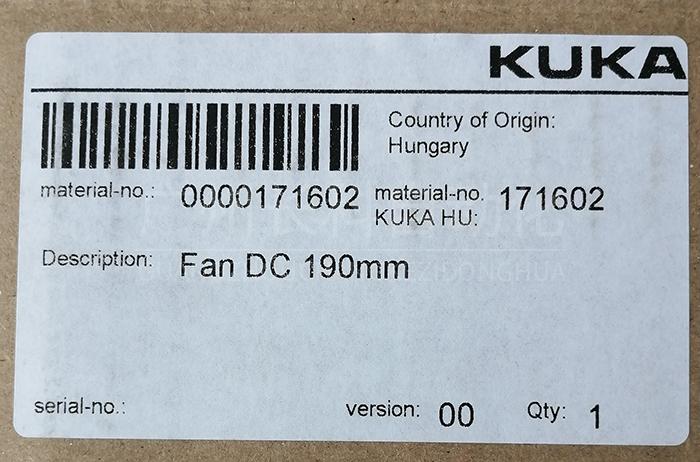 KUKA
Country of Origin:
Hungary
material-no.: 0000171602 material-no. 171602
KUKA HU:
Description: Fan DC 190mm
serial-no.: version: 00 Qty: 1